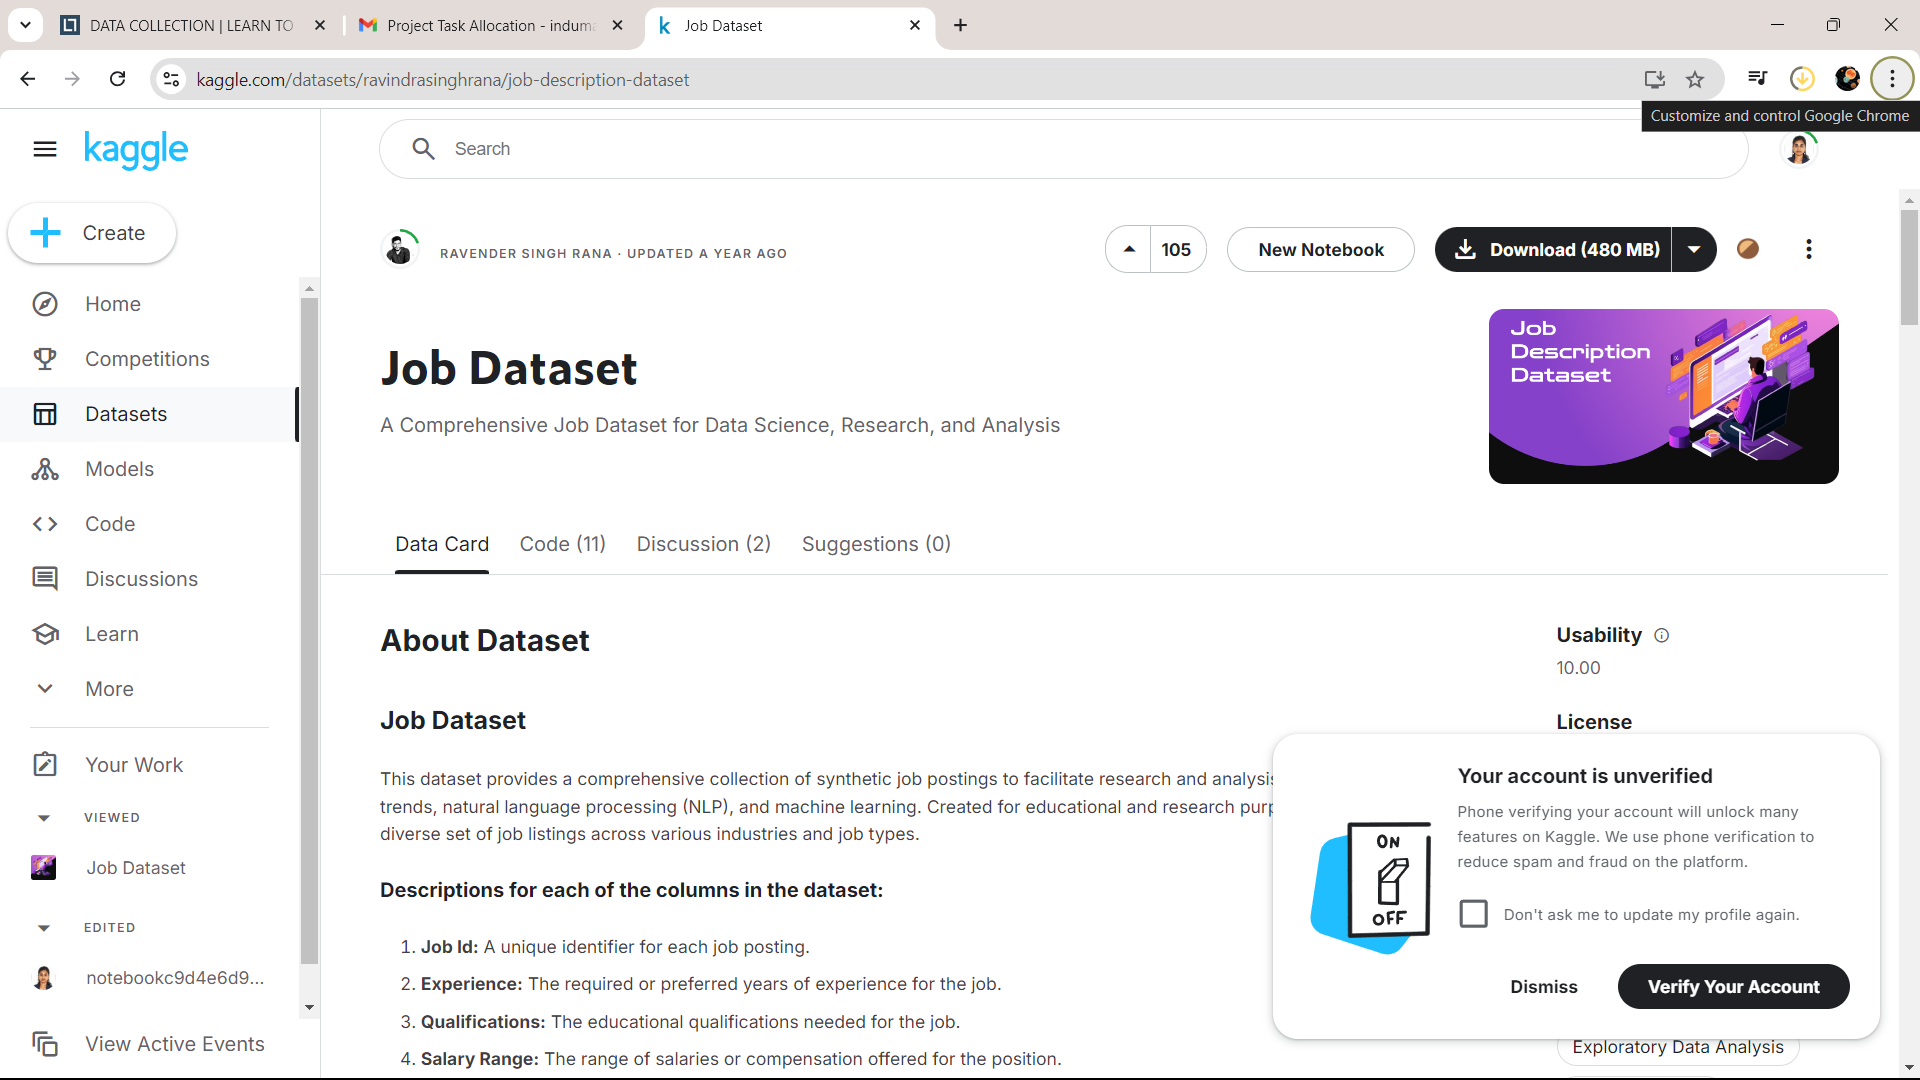 DATA COLLECTION | LEARN TO
Project Task Allocation - induma
Job Dataset
kaggle.com/datasets/ravindrasinghrana/job-description-dataset
Customize and control Google Chrome
kaggle
Search
Create
RAVENDER SINGH RANA · UPDATED A YEAR AGO
105
New Notebook
Download (480 MB)
Home
Competitions
Datasets
Models
Code
Discussions
Learn
More
Your Work
VIEWED
Job Dataset
EDITED
notebookc9d4e6d9...
View Active Events
Job Dataset
A Comprehensive Job Dataset for Data Science, Research, and Analysis
Job
Description
Dataset
Data Card
Code (11)
Discussion (2)
Suggestions (0)
About Dataset
Job Dataset
This dataset provides a comprehensive collection of synthetic job postings to facilitate research and analysis
trends, natural language processing (NLP), and machine learning. Created for educational and research purp
diverse set of job listings across various industries and job types.
Descriptions for each of the columns in the dataset:
1. Job Id: A unique identifier for each job posting.
2. Experience: The required or preferred years of experience for the job.
3. Qualifications: The educational qualifications needed for the job.
4. Salary Range: The range of salaries or compensation offered for the position.
Usability
10.00
License
Your account is unverified
Phone verifying your account will unlock many
features on Kaggle. We use phone verification to
reduce spam and fraud on the platform.
ON
OFF
Don't ask me to update my profile again.
Dismiss
Verify Your Account
Exploratory Data Analysis